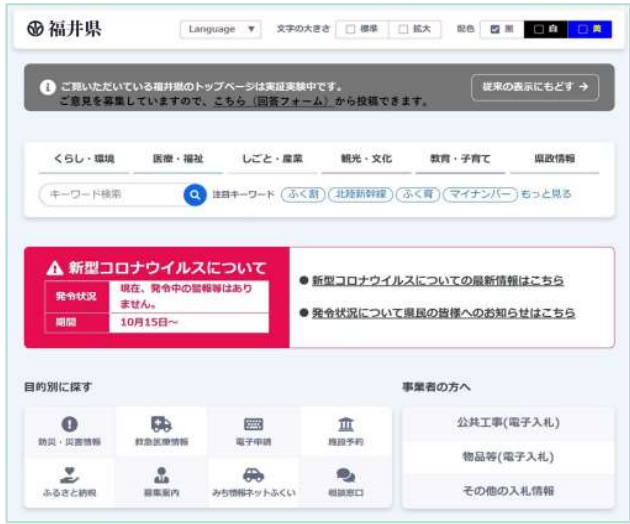 福井県 Language ▼ 文字の大きさ 標準 拡大 配色 黒 白 黄
ご覧いただいている福井県のトップページは実証実験中です。
ご意見を募集していますので、こちら（回答フォーム）から投稿できます。
従来の表示にもどす →
くらし・環境 医療・福祉 しごと・産業 観光・文化 教育・子育て 県政情報
キーワード検索 注目キーワード ふく割 北陸新幹線 ふく育 マイナンバー もっと見る
新型コロナウイルスについて
発令状況 現在、発令中の警報等はあり
ません。
期間 10月15日～
● 新型コロナウイルスについての最新情報はこちら
● 発令状況について県民の皆様へのお知らせはこちら
目的別に探す
防災・災害情報 救急医療情報 電子申請 施設予約
ふるさと納税 募集案内 みち情報ネットふくい 相談窓口
事業者の方へ
公共工事(電子入札)
物品等(電子入札)
その他の入札情報